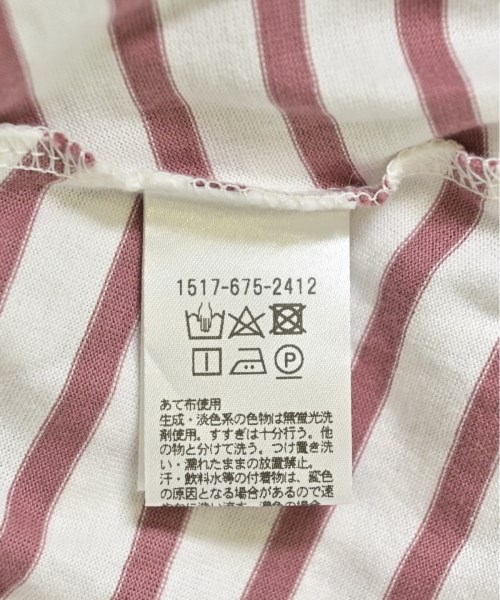 1517-675-2412
あて布使用
生成・淡色系の色物は無蛍光洗
剤使用。すすぎは十分行う。他
の物と分けて洗う。つけ置き洗
い・濡れたままの放置禁止。
汗・飲料水等の付着物は、変色
の原因となる場合があるので速